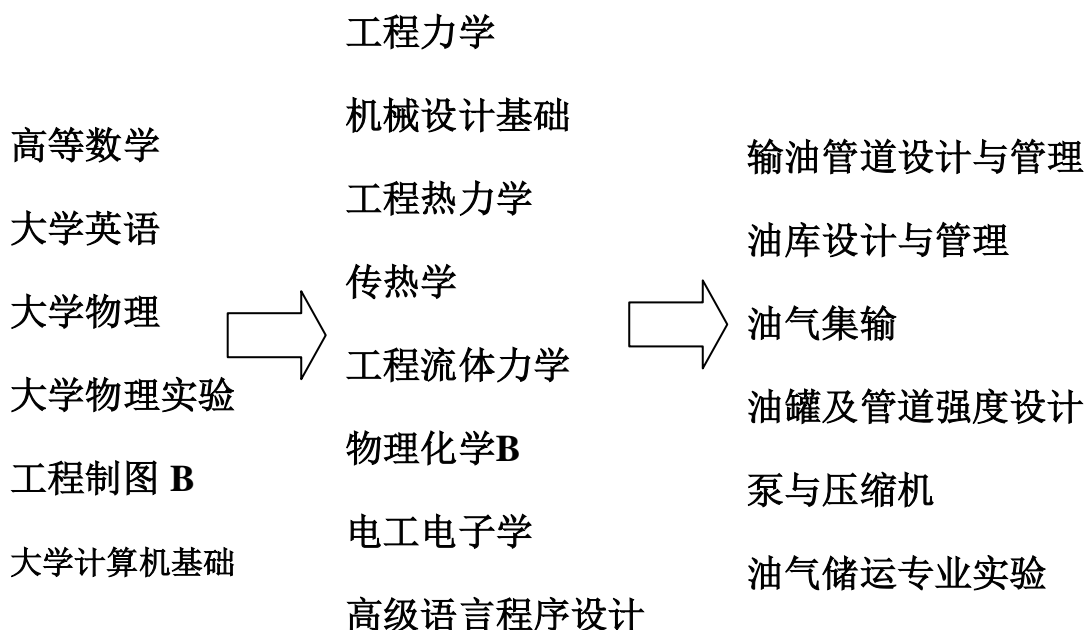 高等数学
大学英语
大学物理
大学物理实验
工程制图 B
大学计算机基础
工程力学
机械设计基础
工程热力学
传热学
工程流体力学
物理化学B
电工电子学
高级语言程序设计
输油管道设计与管理
油库设计与管理
油气集输
油罐及管道强度设计
泵与压缩机
油气储运专业实验